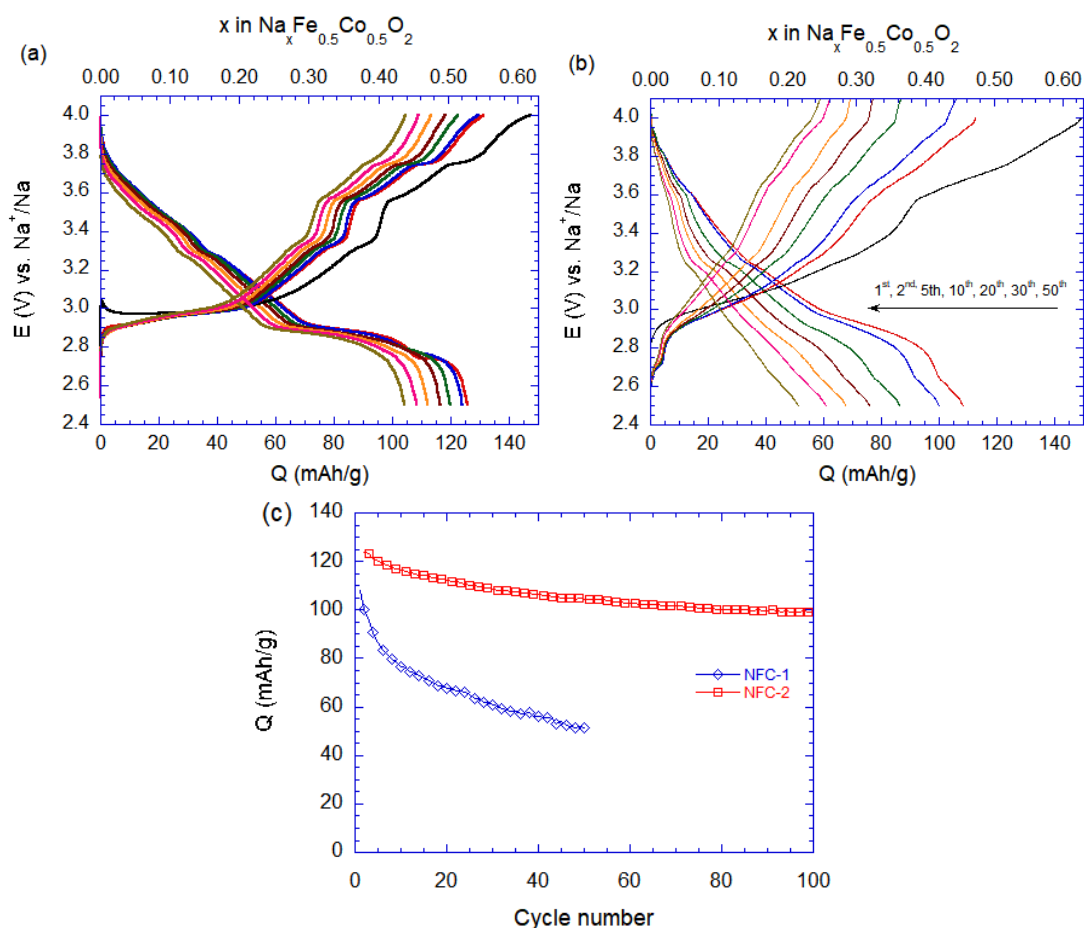 x in NaxFe0.5Co0.5O2
(a)
0.00 0.10 0.20 0.30 0.40 0.50 0.60
4.0
3.8
3.6
3.4
3.2
3.0
2.8
2.6
2.4
E (V) vs. Na+/Na
0 20 40 60 80 100 120 140
Q (mAh/g)
x in NaxFe0.5Co0.5O2
(b)
0.00 0.10 0.20 0.30 0.40 0.50 0.60
4.0
3.8
3.6
3.4
3.2
3.0
2.8
2.6
2.4
E (V) vs. Na+/Na
1st, 2nd, 5th, 10th, 20th, 30th, 50th
0 20 40 60 80 100 120 140
Q (mAh/g)
(c)
140
120
100
80
60
40
20
0
Q (mAh/g)
NFC-1
NFC-2
0 20 40 60 80 100
Cycle number